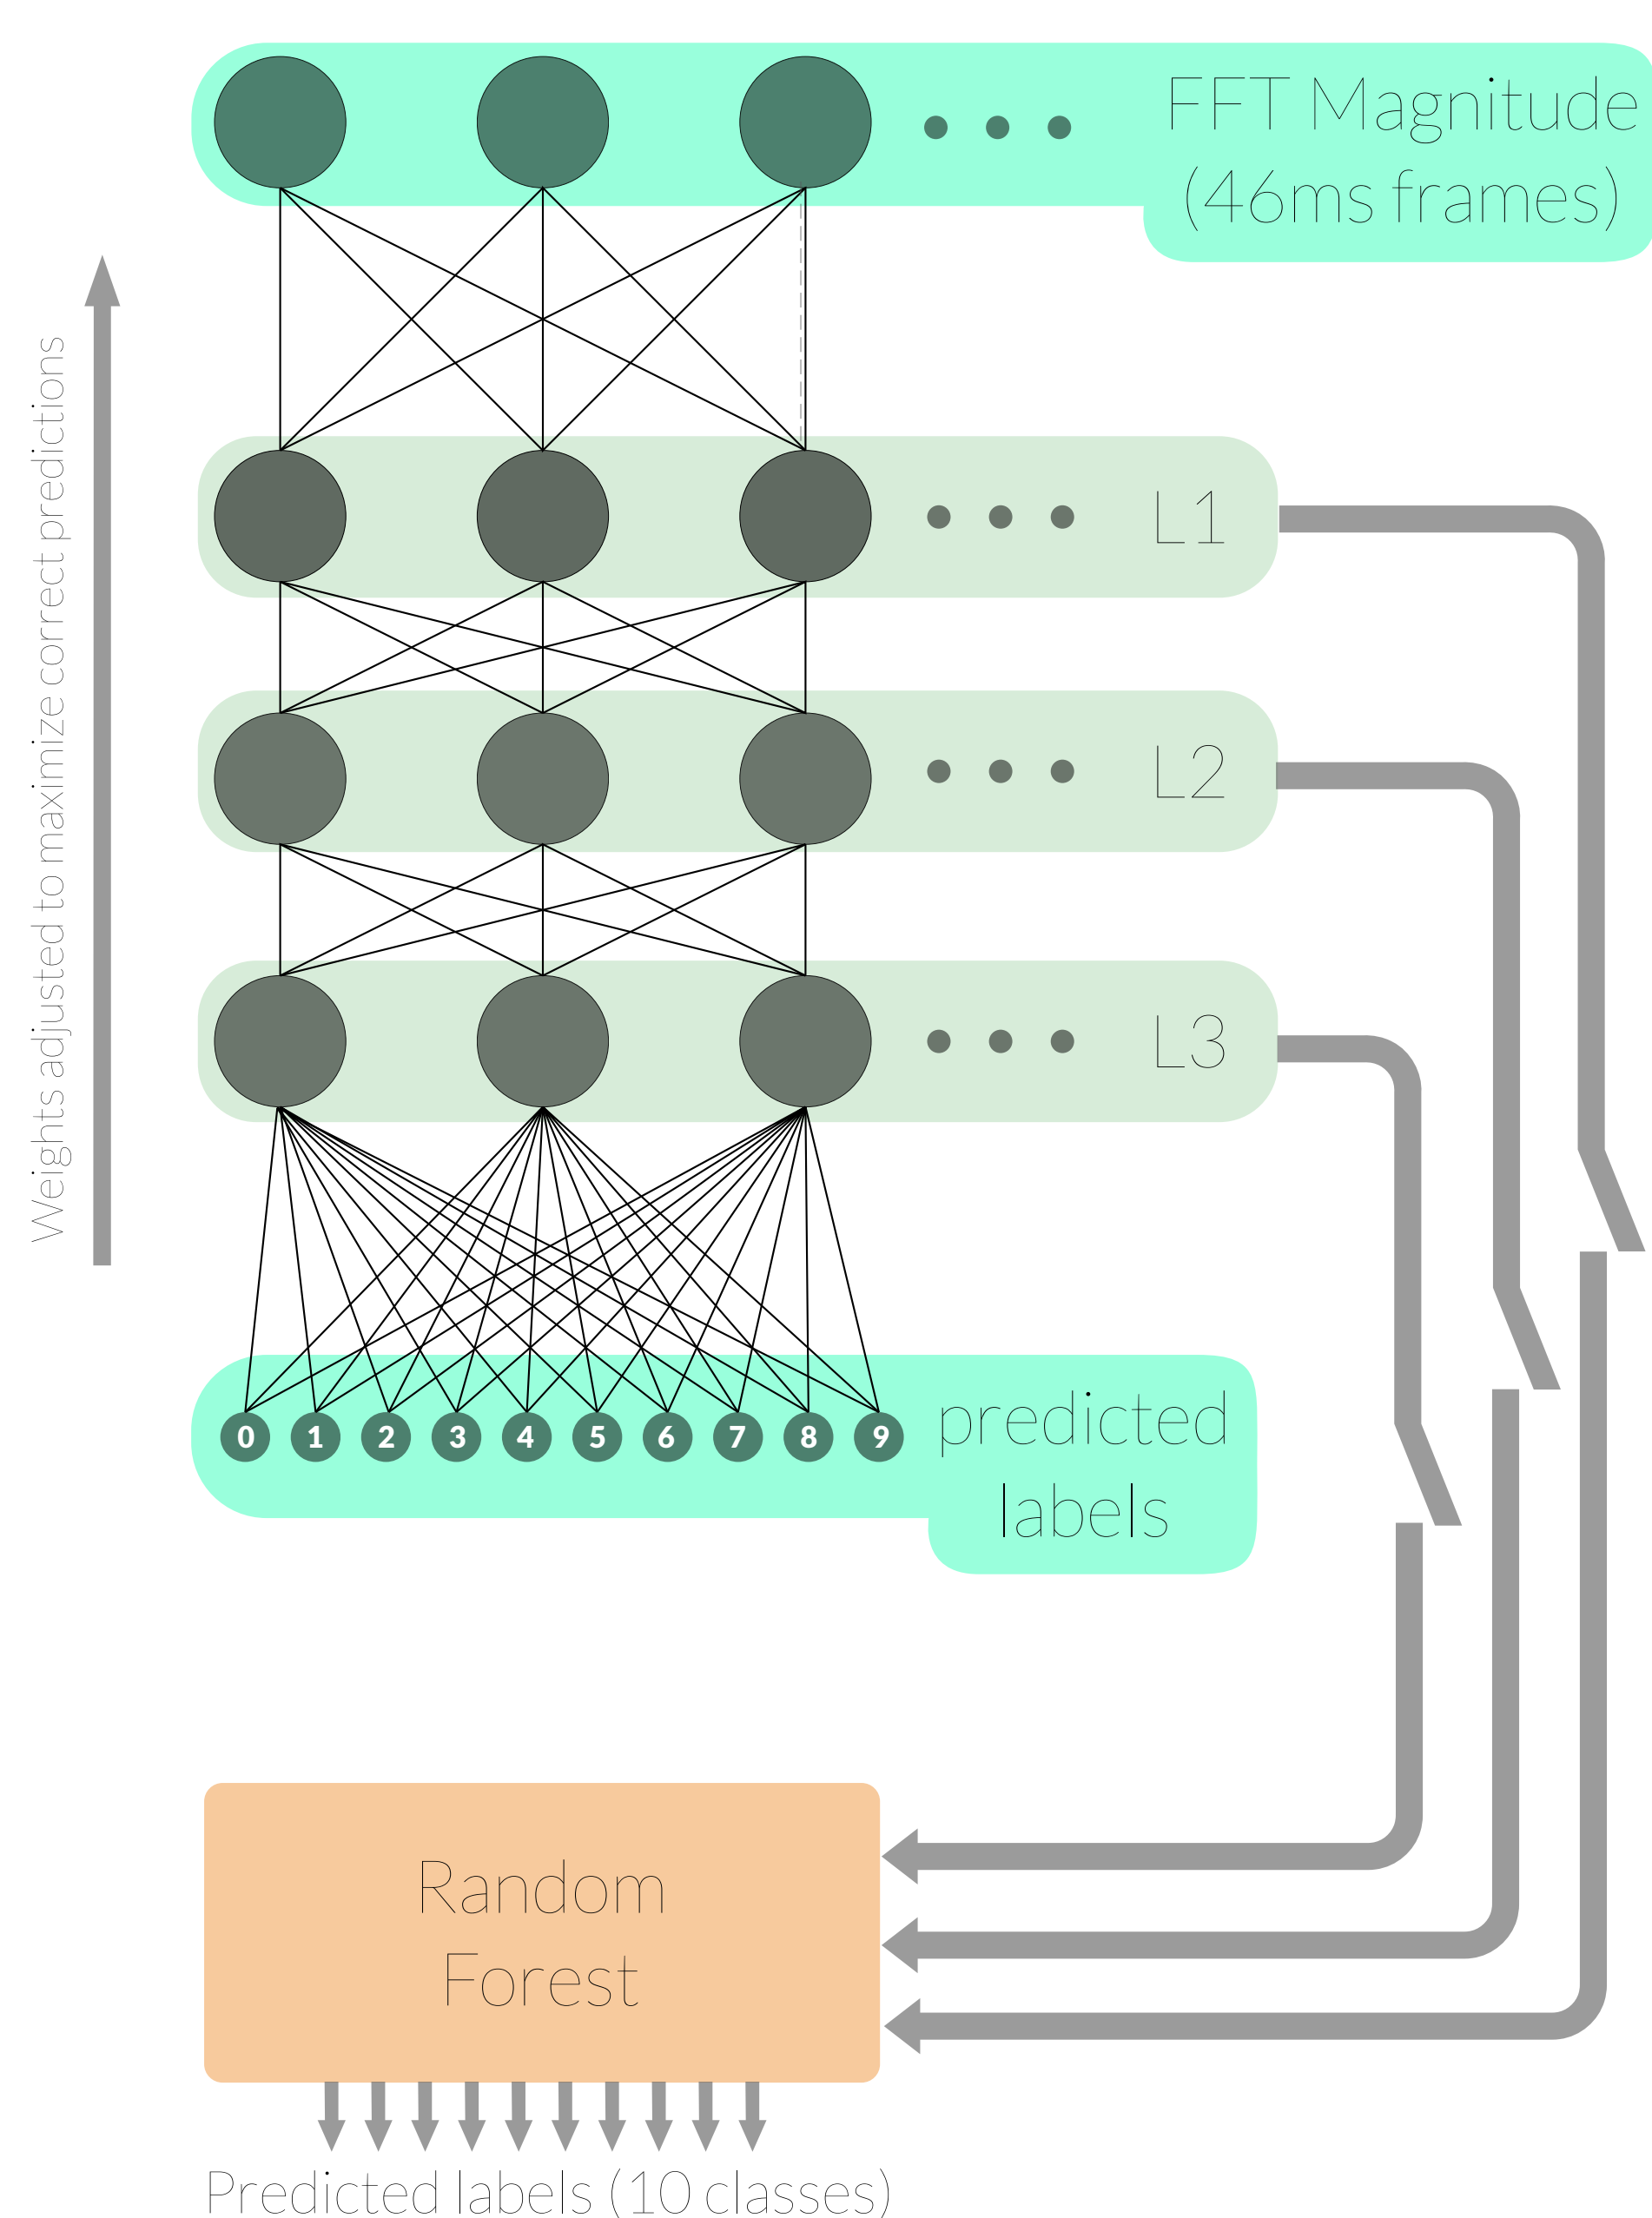 FFT Magnitude
(46ms frames)
Weights adjusted to maximize correct predictions
L1
L2
L3
0 1 2 3 4 5 6 7 8 9
predicted
labels
Random
Forest
Predicted labels (10 classes)